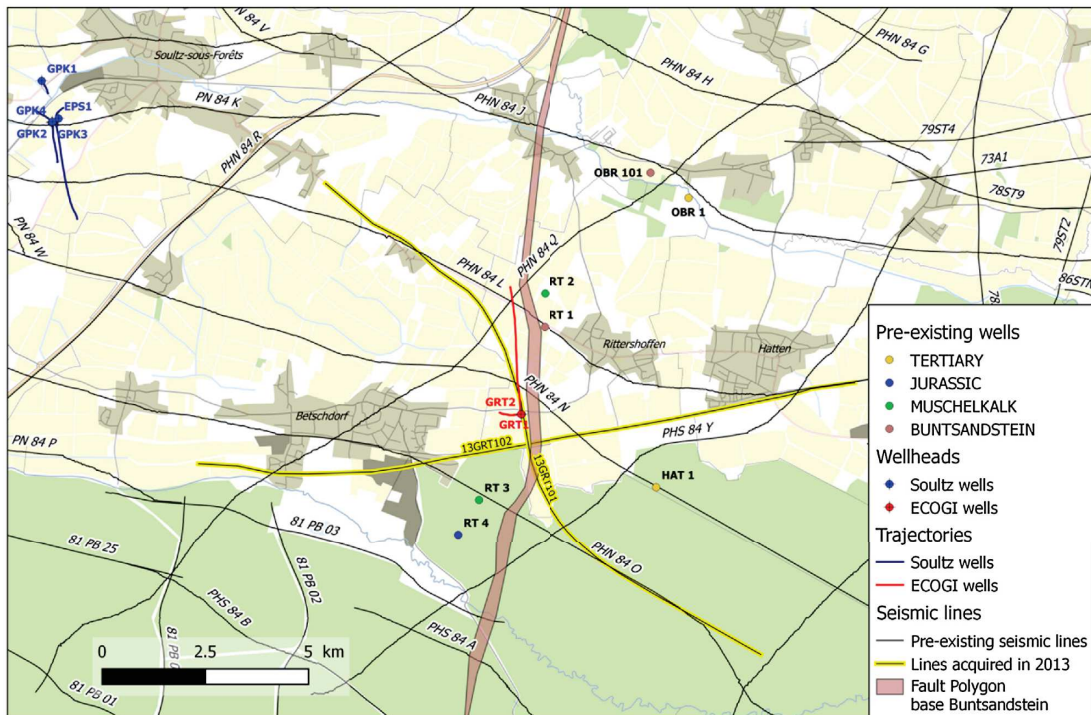 N 84 V
Soultz-sous-Forêts
PHN 84 G
GPK1
PHN 84 H
PN 84 K
PHN 84 J
GPK4
EPS1
GPK2
GPK3
PHN 84 R
79ST4
73A1
OBR 101
78ST9
OBR 1
PN 84 W
PHN 84 Q
79ST2
PHN 84 L
RT 2
86ST
78
RT 1
Rittershoffen
Hatten
PHN 84 N
GRT2
GRT1
Betschdorf
PHS 84 Y
PN 84 P
13GRT102
13GRT101
HAT 1
RT 3
81 PB 03
RT 4
81 PB 25
PHN 84 O
81 PB 02
PHS 84 B
PHS 84 A
81 PB 0
81 PB 01
0 2.5 5 km
Pre-existing wells
TERTIARY
JURASSIC
MUSCHELKALK
BUNTSANDSTEIN
Wellheads
Soultz wells
ECOGI wells
Trajectories
Soultz wells
ECOGI wells
Seismic lines
Pre-existing seismic lines
Lines acquired in 2013
Fault Polygon
base Buntsandstein